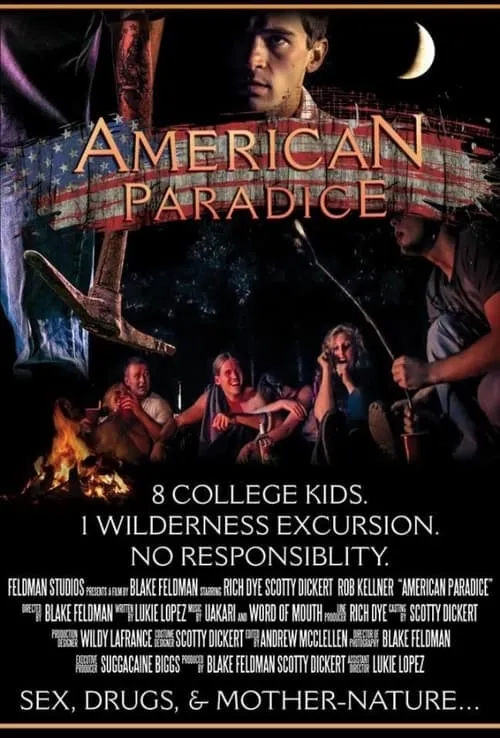 AMERICAN
PARADICE
8 COLLEGE KIDS.
1 WILDERNESS EXCURSION.
NO RESPONSIBLITY.
FELDMAN STUDIOS PRESENTS A FILM BY BLAKE FELDMAN STARRING RICH DYE SCOTTY DICKERT ROB KELLNER "AMERICAN PARADICE"
DIRECTED BY BLAKE FELDMAN WRITTEN BY LUKIE LOPEZ MUSIC BY UAKARI AND WORD OF MOUTH LINE PRODUCER RICH DYE CASTING BY SCOTTY DICKERT
PRODUCTION DESIGNER WILDY LAFRANCE COSTUME DESIGNER SCOTTY DICKERT EDITED BY ANDREW MCCLELLEN DIRECTOR OF PHOTOGRAPHY BLAKE FELDMAN
EXECUTIVE PRODUCER SUGGACAINE BIGGS PRODUCED BY BLAKE FELDMAN SCOTTY DICKERT ASSISTANT DIRECTOR LUKIE LOPEZ
SEX, DRUGS, & MOTHER-NATURE...